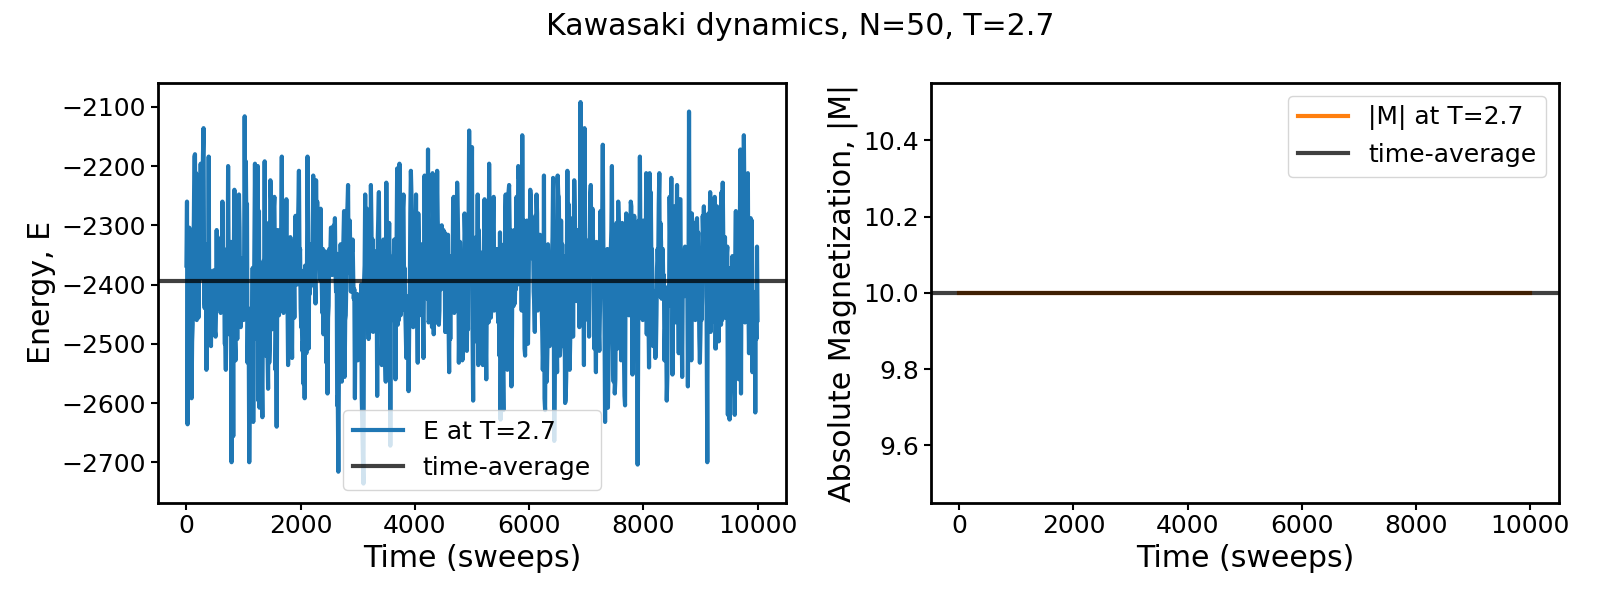 Kawasaki dynamics, N=50, T=2.7
Energy, E
−2100
−2200
−2300
−2400
−2500
−2600
−2700
E at T=2.7
time-average
0 2000 4000 6000 8000 10000
Time (sweeps)
Absolute Magnetization, |M|
10.4
10.2
10.0
9.8
9.6
|M| at T=2.7
time-average
0 2000 4000 6000 8000 10000
Time (sweeps)